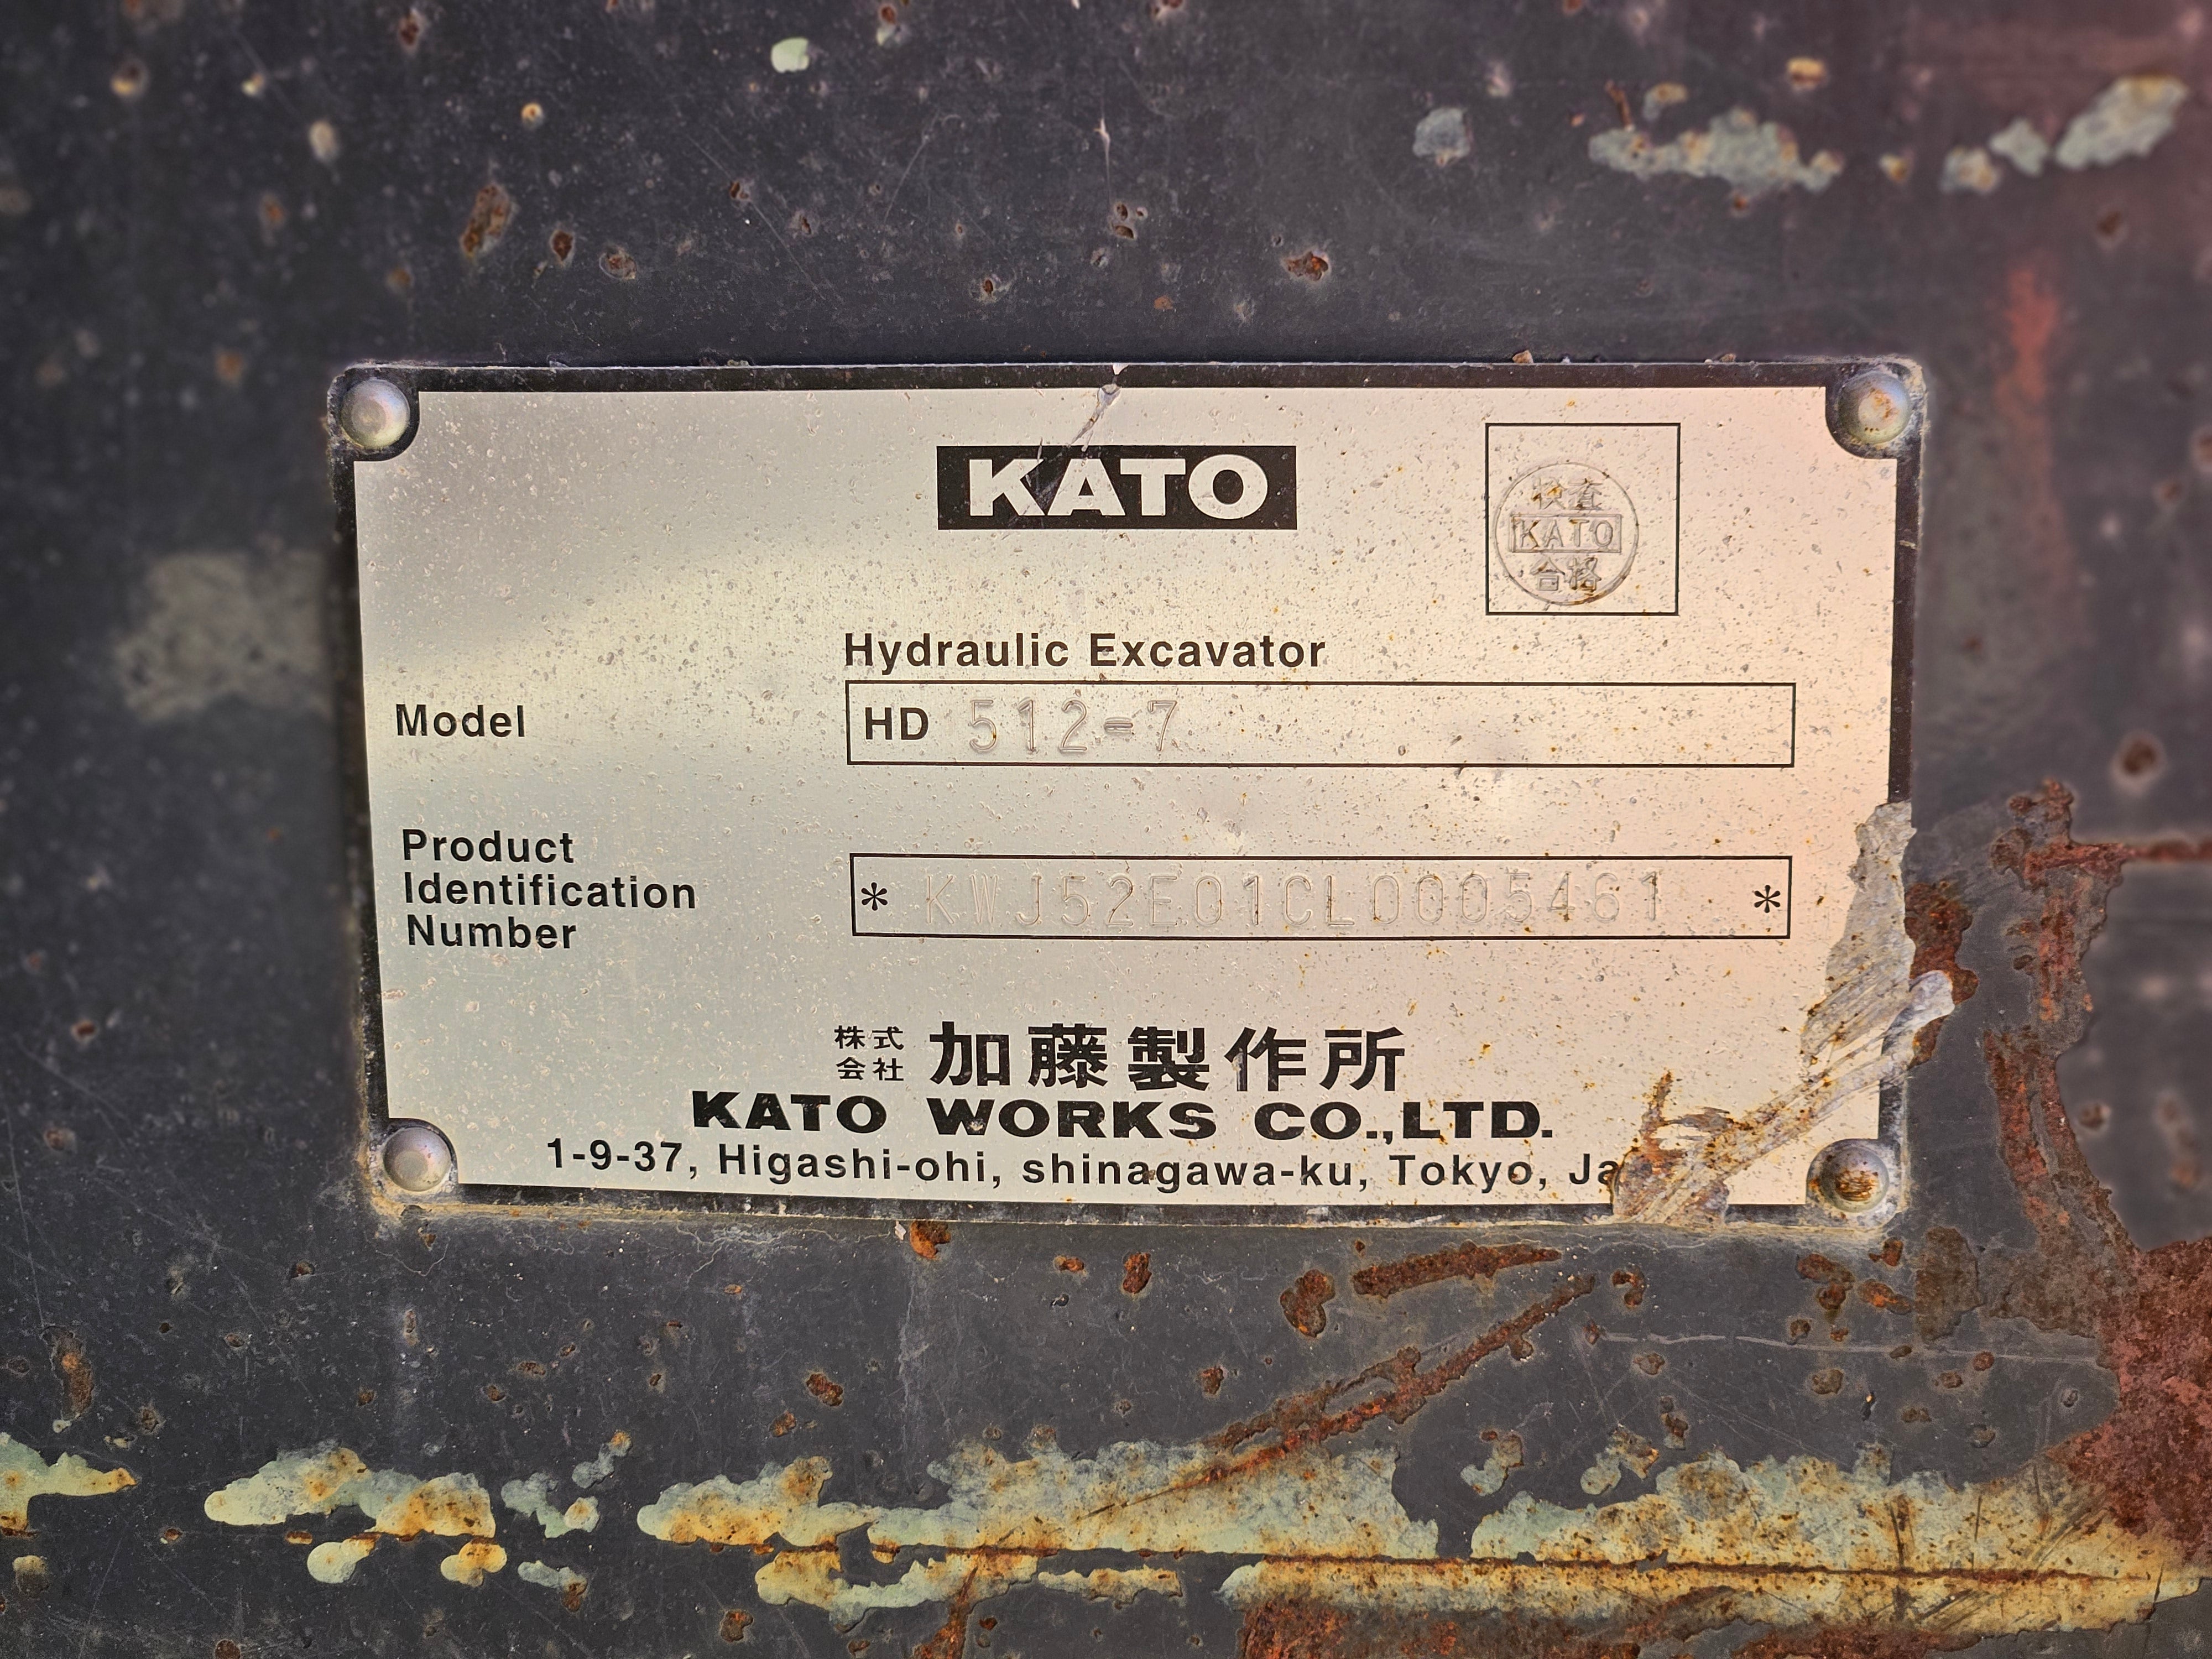 KATO
検査
KATO
合格
Hydraulic Excavator
Model HD 512-7
Product
Identification
Number
* KWJ52E01CL0005461 *
株式
会社
加藤製作所
KATO WORKS CO.,LTD.
1-9-37, Higashi-ohi, shinagawa-ku, Tokyo, Ja